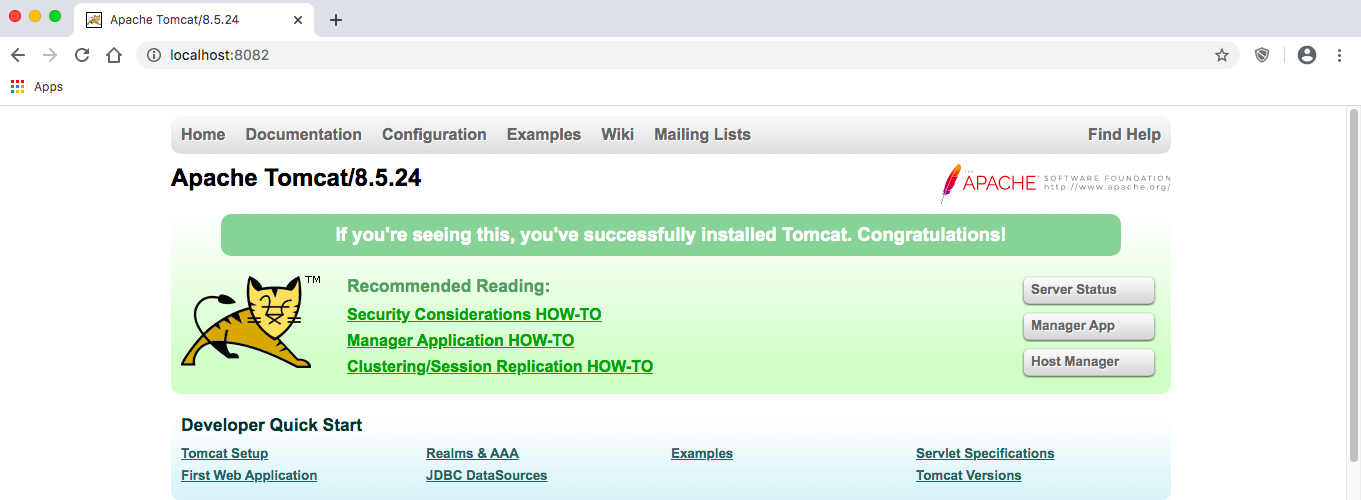 Apache Tomcat/8.5.24
localhost:8082
Apps
Home Documentation Configuration Examples Wiki Mailing Lists Find Help
Apache Tomcat/8.5.24
THE
APACHE SOFTWARE FOUNDATION
http://www.apache.org/
If you're seeing this, you've successfully installed Tomcat. Congratulations!
TM
Recommended Reading:
Security Considerations HOW-TO
Manager Application HOW-TO
Clustering/Session Replication HOW-TO
Server Status
Manager App
Host Manager
Developer Quick Start
Tomcat Setup Realms & AAA Examples Servlet Specifications
First Web Application JDBC DataSources Tomcat Versions